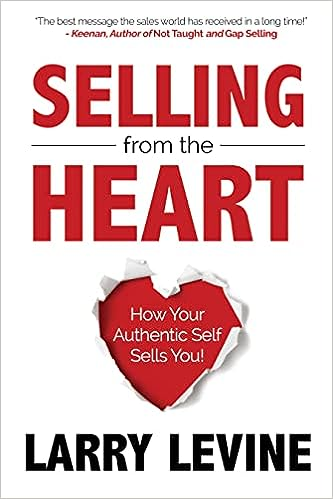 "The best message the sales world has received in a long time!"
- Keenan, Author of Not Taught and Gap Selling
SELLING
from the
HEART
How Your
Authentic Self
Sells You!
LARRY LEVINE